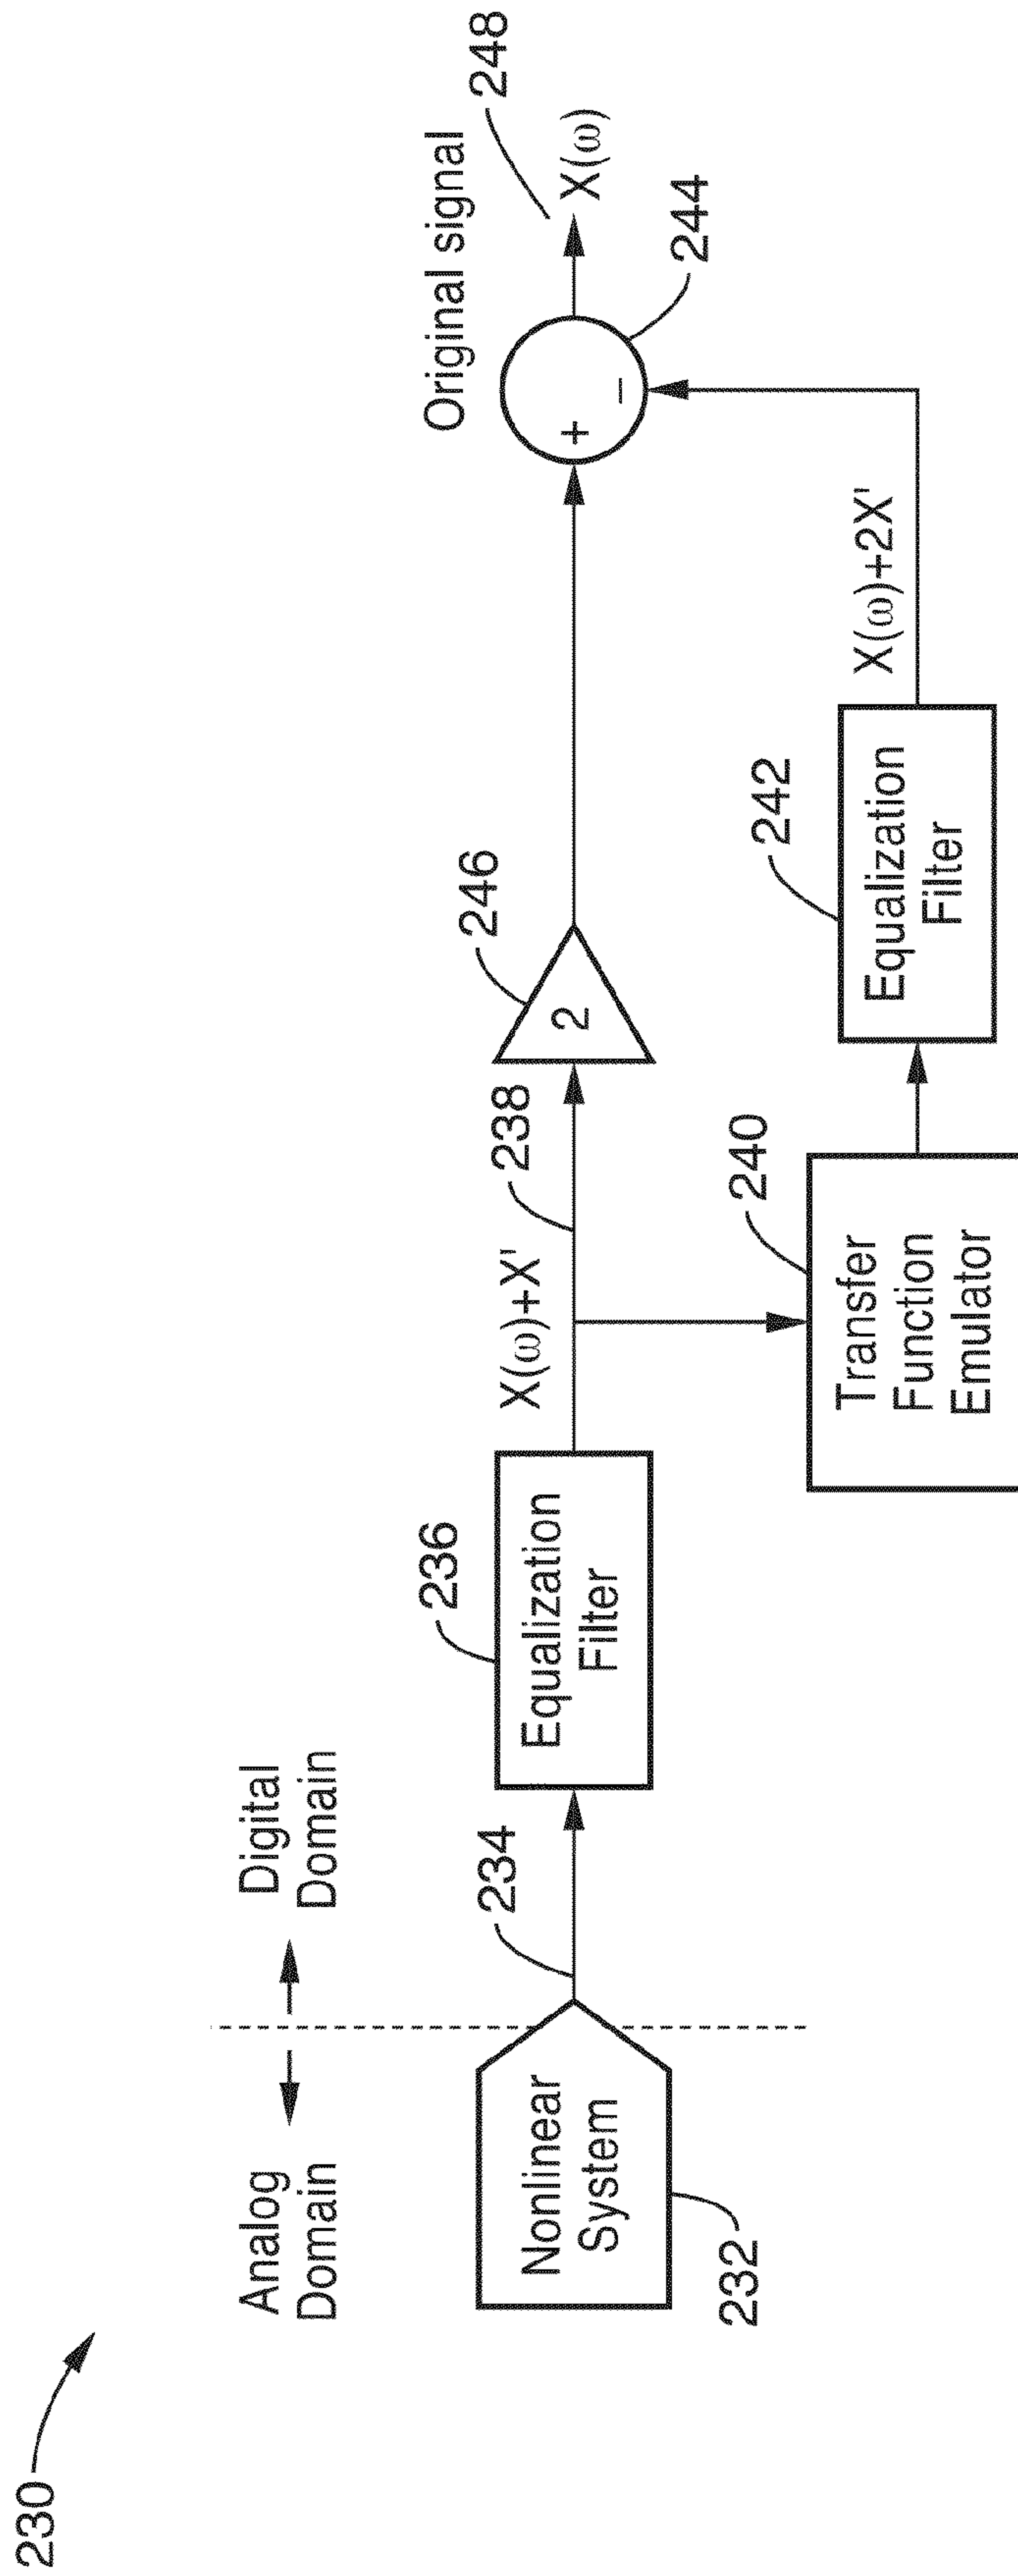 230
Analog
Domain
Digital
Domain
Nonlinear
System
232
234
Equalization
Filter
236
X(ω)+X'
238
Transfer
Function
Emulator
240
2
246
Equalization
Filter
242
X(ω)+2X'
+
−
244
Original signal
X(ω)
248